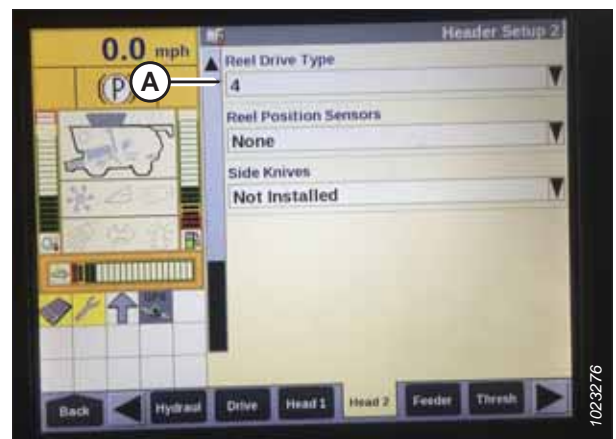 0.0 mph
Header Setup 2
(P)
A
Reel Drive Type
4
Reel Position Sensors
None
Side Knives
Not Installed
GPS
Back
Hydraul
Drive
Head 1
Head 2
Feeder
Thresh
1023276